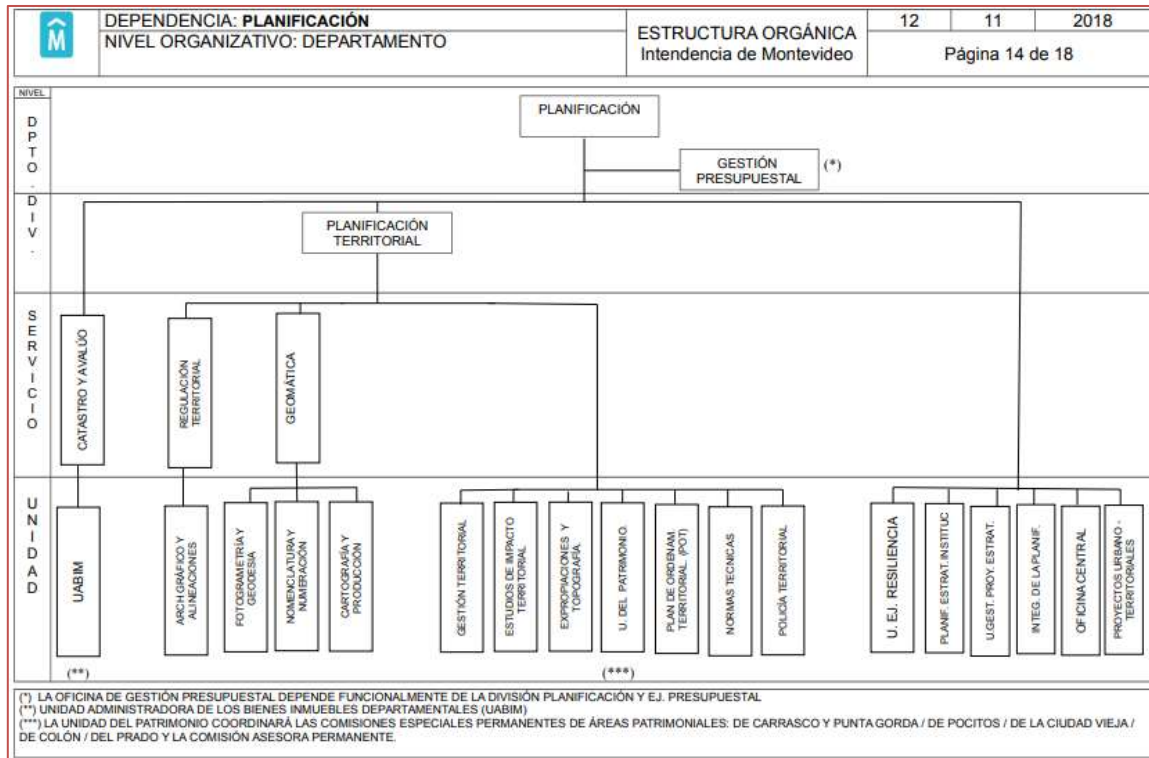 M
DEPENDENCIA: PLANIFICACIÓN
NIVEL ORGANIZATIVO: DEPARTAMENTO
ESTRUCTURA ORGÁNICA
Intendencia de Montevideo
12
11
2018
Página 14 de 18
NIVEL
DPTO.
PLANIFICACIÓN
GESTIÓN
PRESUPUESTAL
(*)
DIV.
PLANIFICACIÓN
TERRITORIAL
SERVICIO
CATASTRO Y AVALÚO
REGULACIÓN
TERRITORIAL
GEOMÁTICA
UNIDAD
UABIM
ARCH GRÁFICO Y
ALINEACIONES
FOTOGRAMETRÍA Y
GEODESIA
NOMENCLATURA Y
NUMERACIÓN
CARTOGRAFÍA Y
PRODUCCIÓN
GESTIÓN TERRITORIAL
ESTUDIOS DE IMPACTO
TERRITORIAL
EXPROPIACIONES Y
TOPOGRAFÍA
U. DEL PATRIMONIO.
PLAN DE ORDENAM.
TERRITORIAL (POT)
NORMAS TECNICAS
POLICÍA TERRITORIAL
U. EJ. RESILIENCIA
PLANIF. ESTRAT. INSTITUC
U.GEST. PROY. ESTRAT.
INTEG. DE LA PLANIF.
OFICINA CENTRAL
PROYECTOS URBANO -
TERRITORIALES
(**)
(***)
(*) LA OFICINA DE GESTIÓN PRESUPUESTAL DEPENDE FUNCIONALMENTE DE LA DIVISIÓN PLANIFICACIÓN Y EJ. PRESUPUESTAL
(**) UNIDAD ADMINISTRADORA DE LOS BIENES INMUEBLES DEPARTAMENTALES (UABIM)
(***) LA UNIDAD DEL PATRIMONIO COORDINARÁ LAS COMISIONES ESPECIALES PERMANENTES DE ÁREAS PATRIMONIALES: DE CARRASCO Y PUNTA GORDA / DE POCITOS / DE LA CIUDAD VIEJA /
DE COLÓN / DEL PRADO Y LA COMISIÓN ASESORA PERMANENTE.